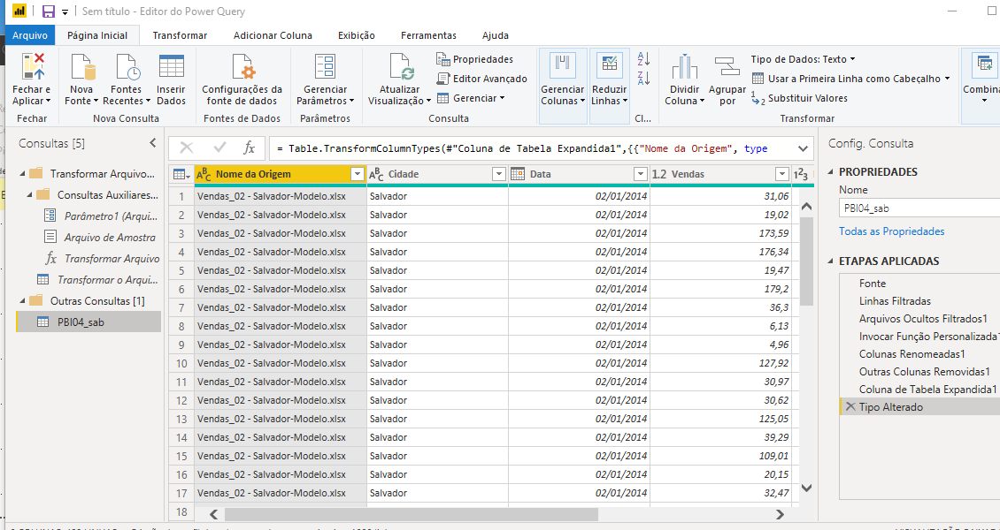 Sem título - Editor do Power Query
Arquivo Página Inicial Transformar Adicionar Coluna Exibição Ferramentas Ajuda
Fechar e Aplicar
Nova Fonte
Fontes Recentes
Inserir Dados
Configurações da fonte de dados
Gerenciar Parâmetros
Atualizar Visualização
Propriedades
Editor Avançado
Gerenciar
Gerenciar Colunas
Reduzir Linhas
Dividir Coluna
Agrupar por
Tipo de Dados: Texto
Usar a Primeira Linha como Cabeçalho
Substituir Valores
Combina
Fechar Nova Consulta Fontes de Dados Parâmetros Consulta Cl... Transformar
Consultas [5]
Transformar Arquivo...
Consultas Auxiliares...
Parâmetro1 (Arqui...
Arquivo de Amostra
fx Transformar Arquivo
Transformar o Arqui...
Outras Consultas [1]
PBI04_sab
fx = Table.TransformColumnTypes(#"Coluna de Tabela Expandida1",{{"Nome da Origem", type
ABC Nome da Origem ABC Cidade Data 1.2 Vendas 123
1 Vendas_02 - Salvador-Modelo.xlsx Salvador 02/01/2014 31,06
2 Vendas_02 - Salvador-Modelo.xlsx Salvador 02/01/2014 19,02
3 Vendas_02 - Salvador-Modelo.xlsx Salvador 02/01/2014 173,59
4 Vendas_02 - Salvador-Modelo.xlsx Salvador 02/01/2014 176,34
5 Vendas_02 - Salvador-Modelo.xlsx Salvador 02/01/2014 19,47
6 Vendas_02 - Salvador-Modelo.xlsx Salvador 02/01/2014 179,2
7 Vendas_02 - Salvador-Modelo.xlsx Salvador 02/01/2014 36,3
8 Vendas_02 - Salvador-Modelo.xlsx Salvador 02/01/2014 6,13
9 Vendas_02 - Salvador-Modelo.xlsx Salvador 02/01/2014 4,96
10 Vendas_02 - Salvador-Modelo.xlsx Salvador 02/01/2014 127,92
11 Vendas_02 - Salvador-Modelo.xlsx Salvador 02/01/2014 30,97
12 Vendas_02 - Salvador-Modelo.xlsx Salvador 02/01/2014 30,62
13 Vendas_02 - Salvador-Modelo.xlsx Salvador 02/01/2014 125,05
14 Vendas_02 - Salvador-Modelo.xlsx Salvador 02/01/2014 39,29
15 Vendas_02 - Salvador-Modelo.xlsx Salvador 02/01/2014 109,01
16 Vendas_02 - Salvador-Modelo.xlsx Salvador 02/01/2014 20,15
17 Vendas_02 - Salvador-Modelo.xlsx Salvador 02/01/2014 32,47
18
Config. Consulta
PROPRIEDADES
Nome
PBI04_sab
Todas as Propriedades
ETAPAS APLICADAS
Fonte
Linhas Filtradas
Arquivos Ocultos Filtrados1
Invocar Função Personalizada1
Colunas Renomeadas1
Outras Colunas Removidas1
Coluna de Tabela Expandida1
Tipo Alterado